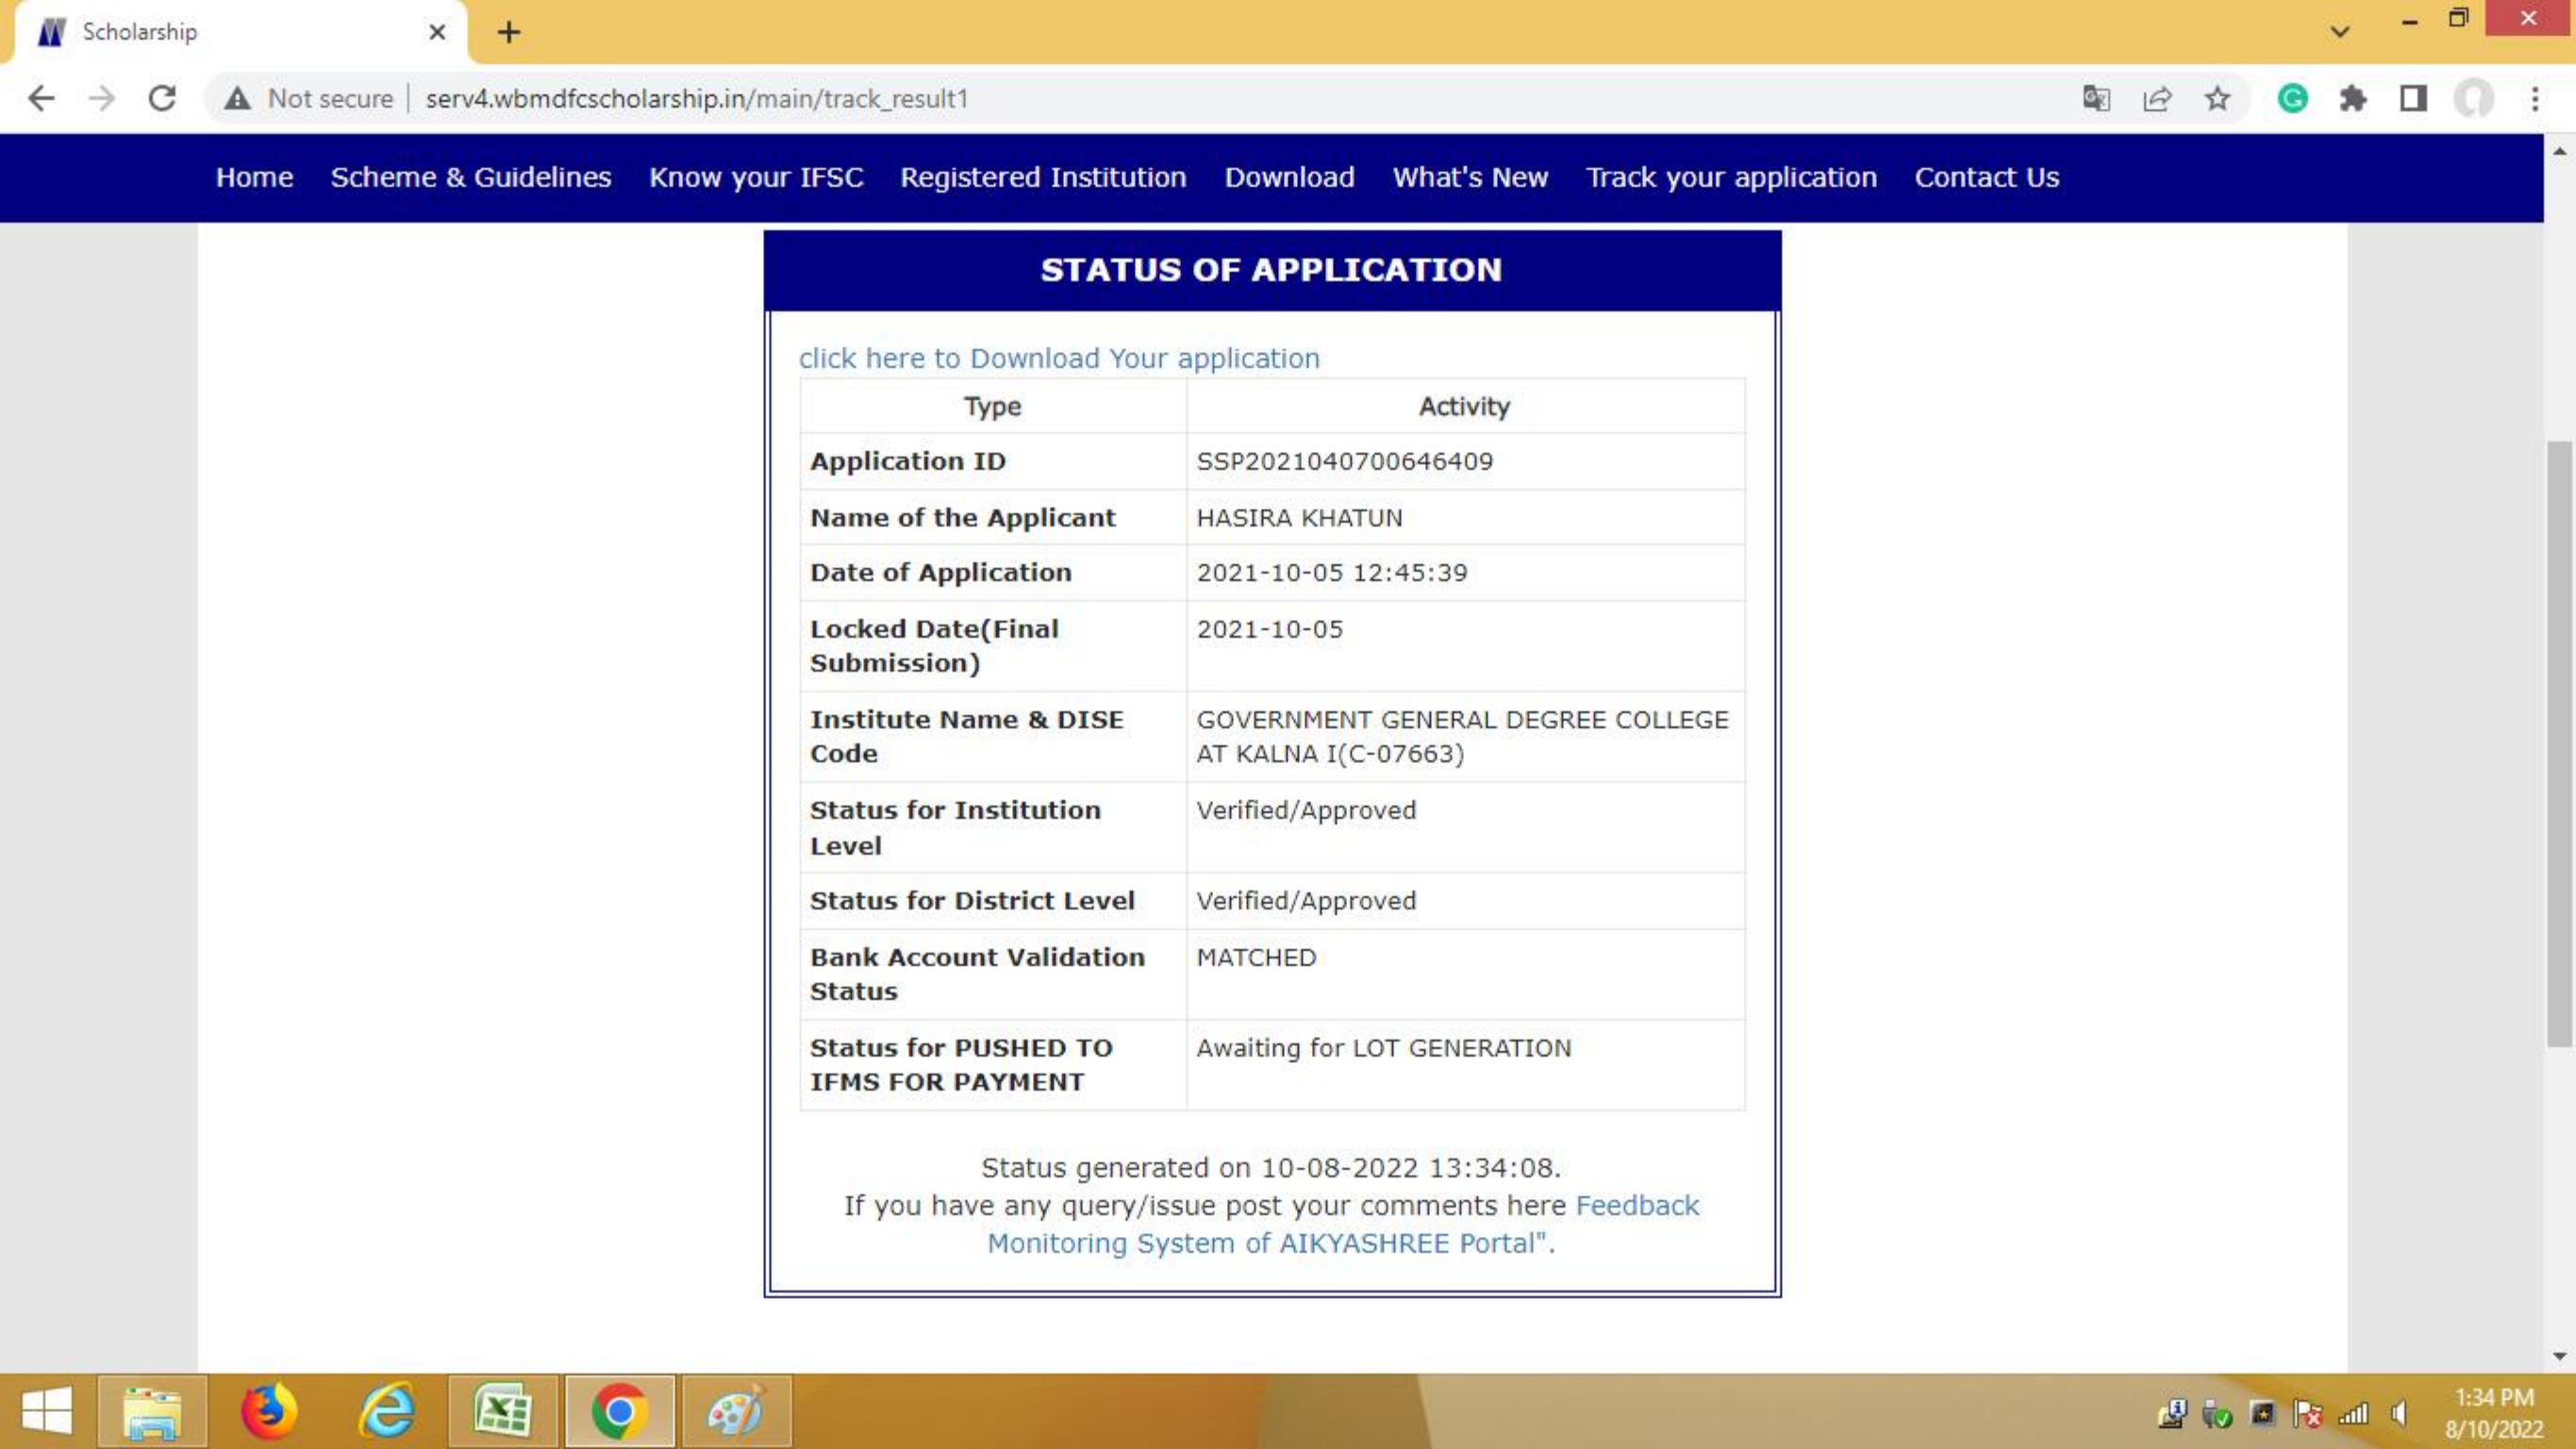 Scholarship
Not secure serv4.wbmdfcscholarship.in/main/track_result1
Home Scheme & Guidelines Know your IFSC Registered Institution Download What's New Track your application Contact Us
STATUS OF APPLICATION
click here to Download Your application
Type Activity
Application ID SSP2021040700646409
Name of the Applicant HASIRA KHATUN
Date of Application 2021-10-05 12:45:39
Locked Date(Final 2021-10-05
Submission)
Institute Name & DISE GOVERNMENT GENERAL DEGREE COLLEGE
Code AT KALNA I(C-07663)
Status for Institution Verified/Approved
Level
Status for District Level Verified/Approved
Bank Account Validation MATCHED
Status
Status for PUSHED TO Awaiting for LOT GENERATION
IFMS FOR PAYMENT
Status generated on 10-08-2022 13:34:08.
If you have any query/issue post your comments here Feedback
Monitoring System of AIKYASHREE Portal".
1:34 PM
8/10/2022